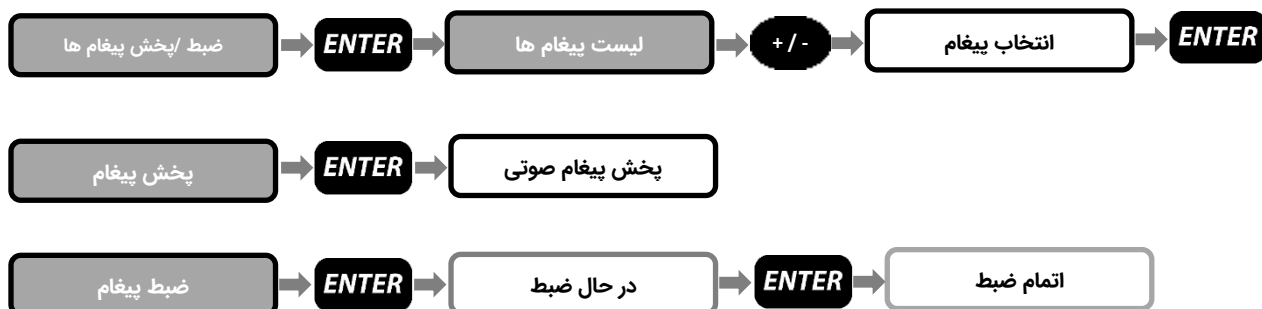 ضبط /پخش پیغام ها ENTER لیست پیغام ها + / - انتخاب پیغام ENTER
پخش پیغام ENTER پخش پیغام صوتی
ضبط پیغام ENTER در حال ضبط ENTER اتمام ضبط